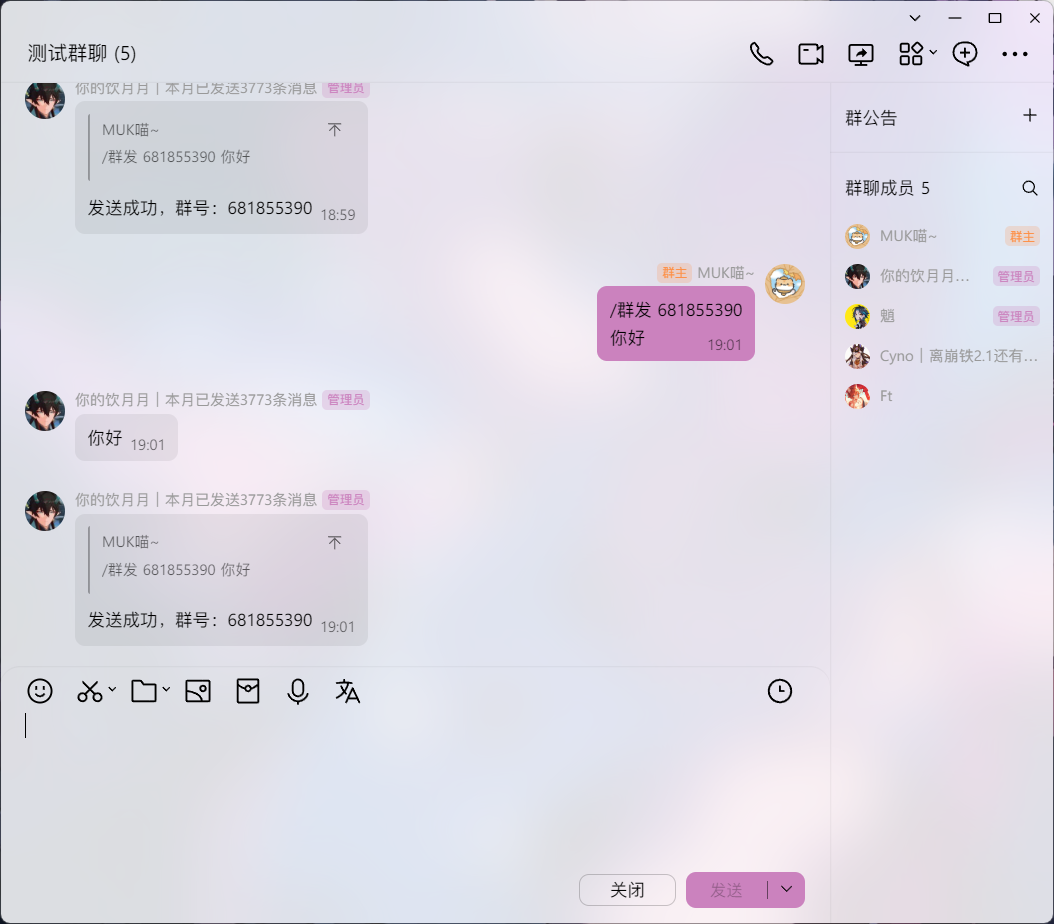 测试群聊 (5)
你的饮月月丨本月已发送3773条消息 管理员
MUK喵~
/群发 681855390 你好
发送成功，群号：681855390 18:59
群主 MUK喵~
/群发 681855390
你好 19:01
你的饮月月丨本月已发送3773条消息 管理员
你好 19:01
你的饮月月丨本月已发送3773条消息 管理员
MUK喵~
/群发 681855390 你好
发送成功，群号：681855390 19:01
关闭
发送
群公告
群聊成员 5
MUK喵~ 群主
你的饮月月... 管理员
魈 管理员
Cyno丨离崩铁2.1还有...
Ft